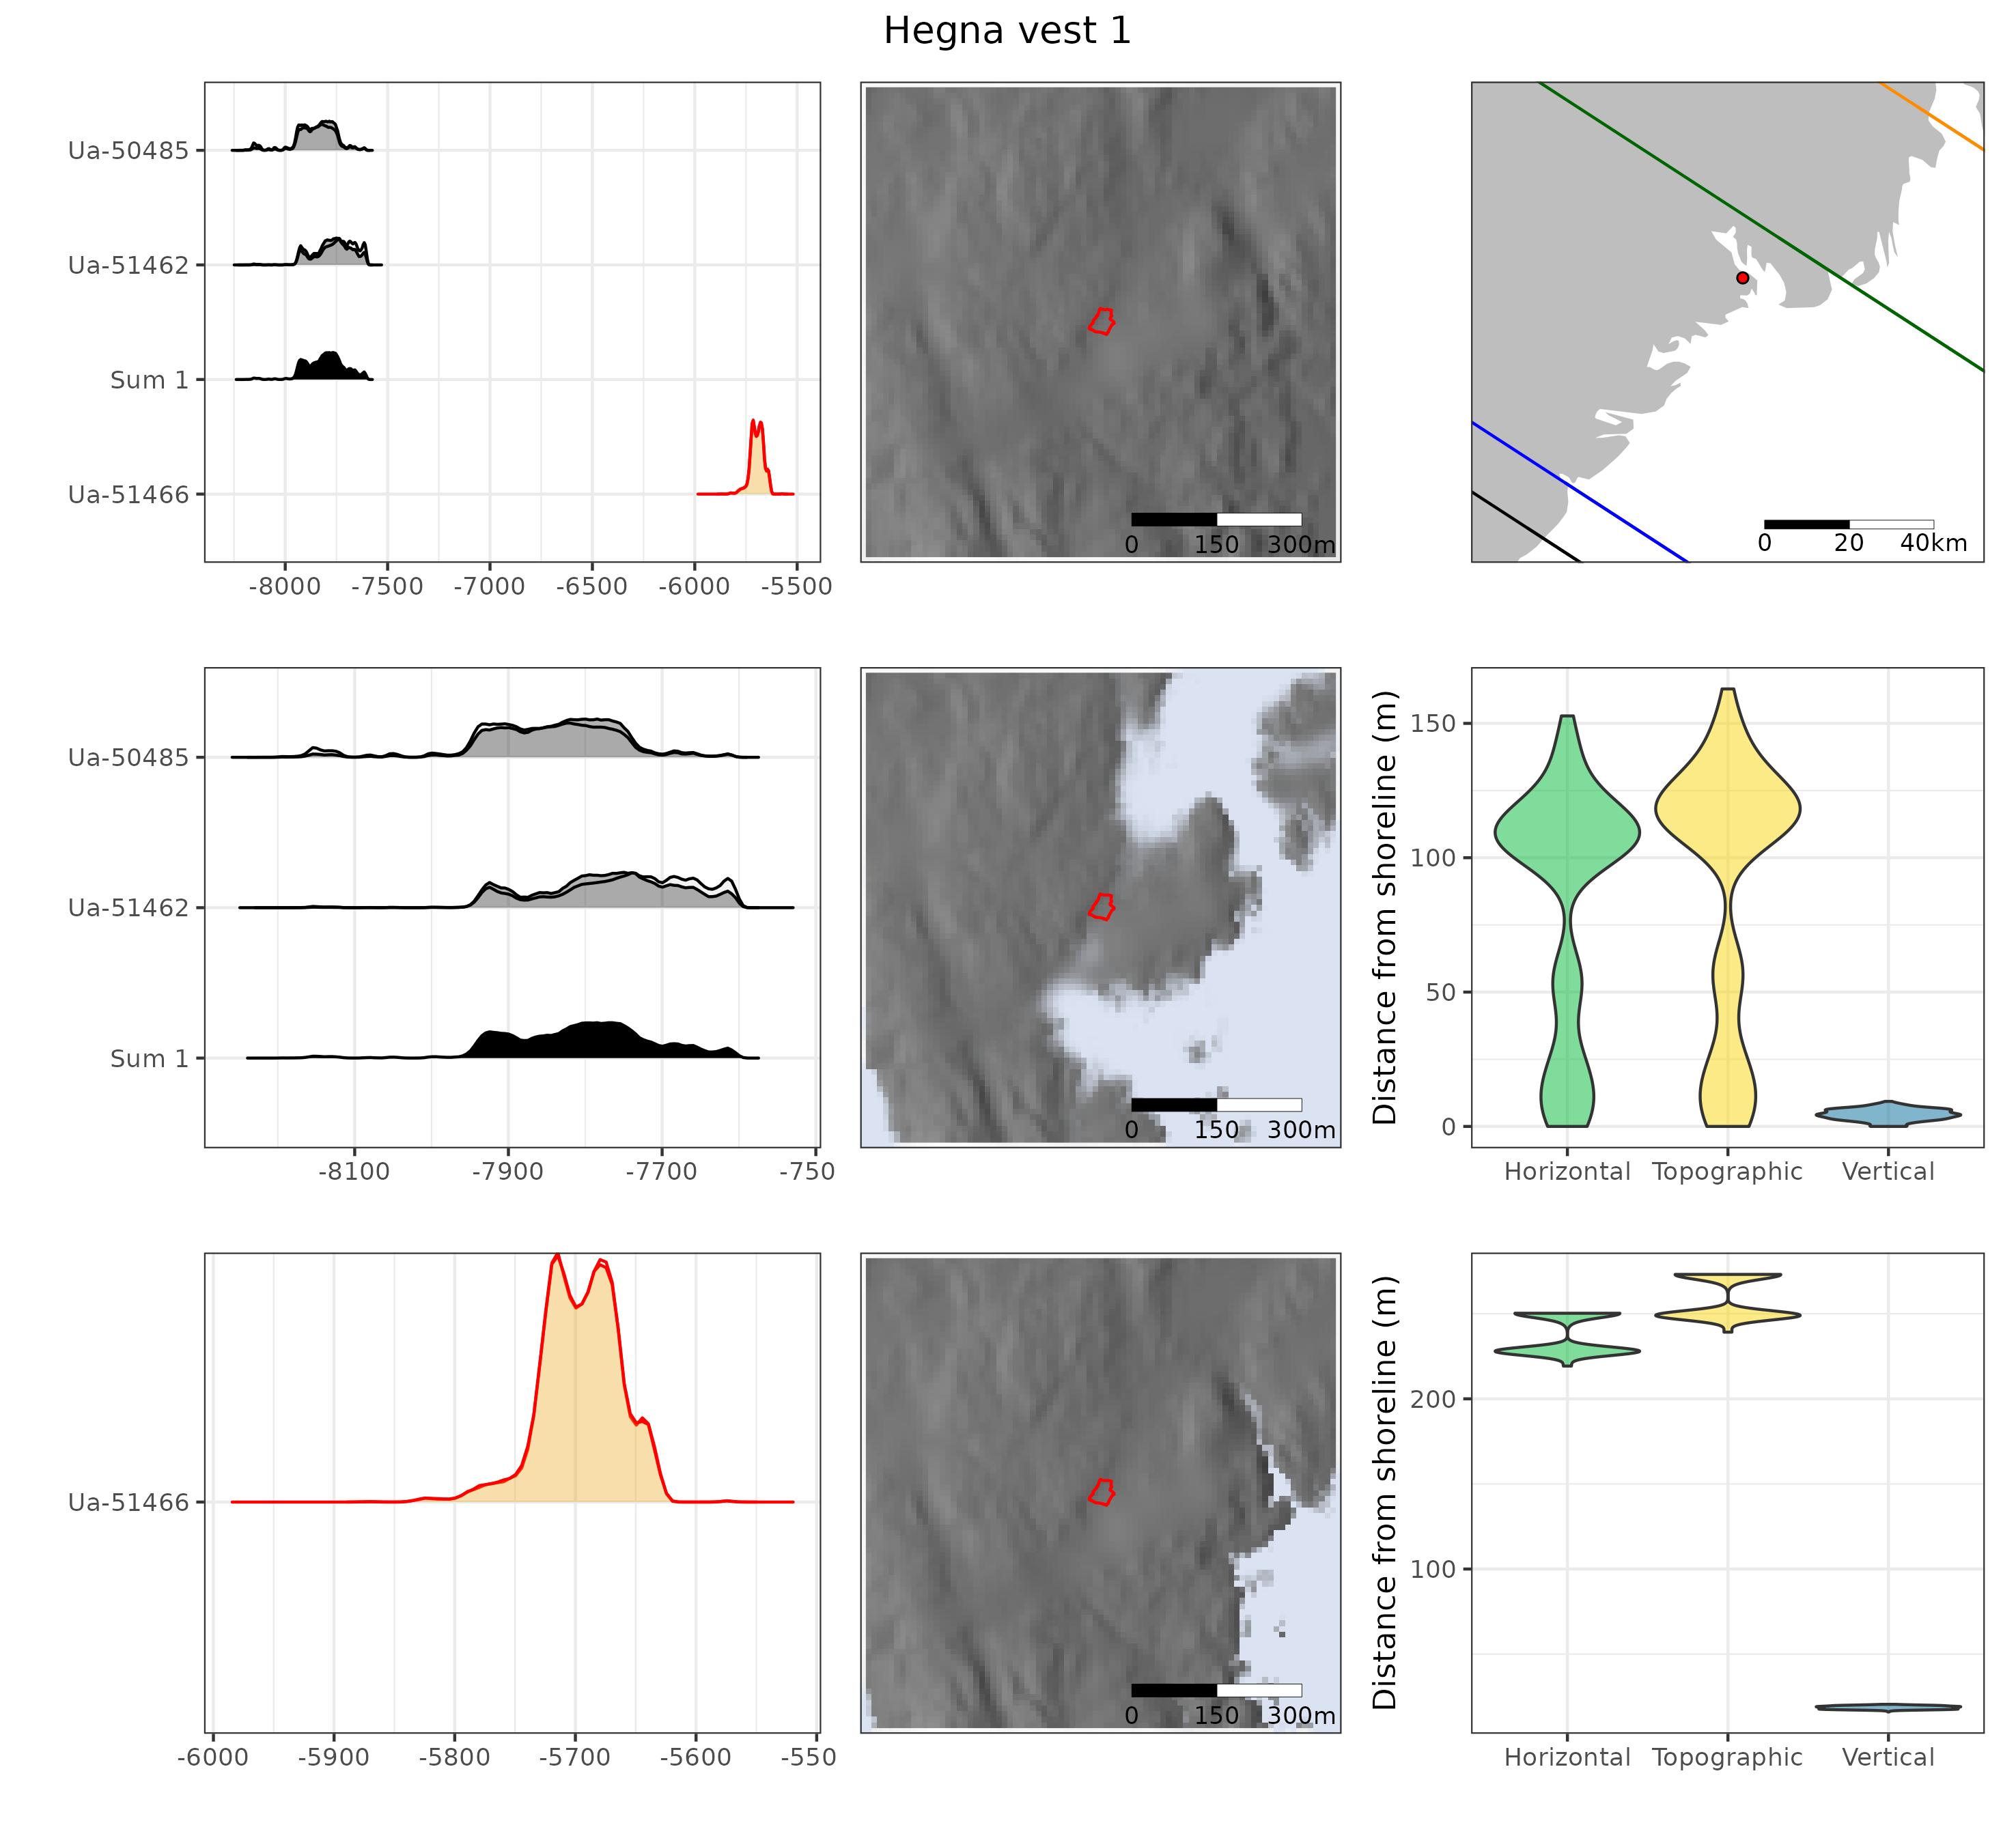 Hegna vest 1
Ua-50485
Ua-51462
Sum 1
Ua-51466
-8000 -7500 -7000 -6500 -6000 -5500
0 150 300m
0 20 40km
Ua-50485
Ua-51462
Sum 1
-8100 -7900 -7700 -750
0 150 300m
Distance from shoreline (m)
150
100
50
0
Horizontal Topographic Vertical
Ua-51466
-6000 -5900 -5800 -5700 -5600 -550
0 150 300m
Distance from shoreline (m)
200
100
Horizontal Topographic Vertical